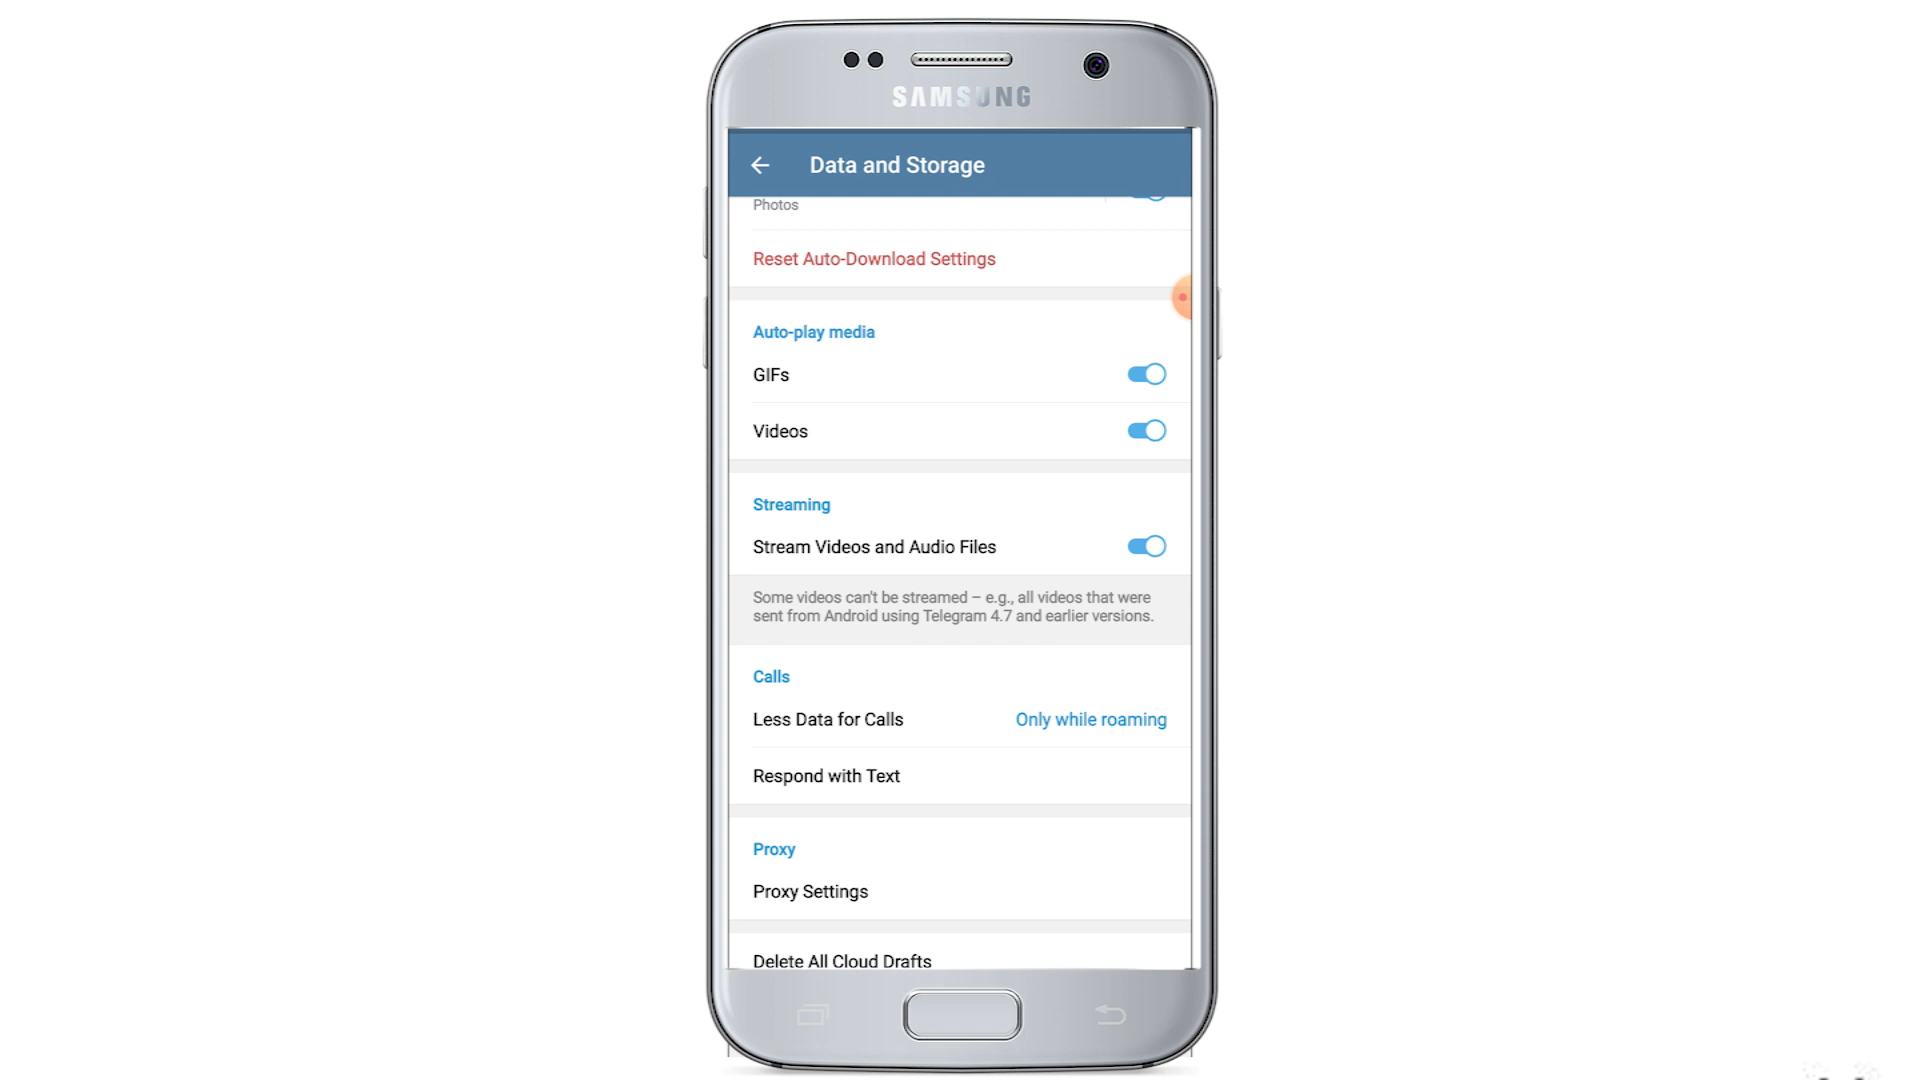 SAMSUNG
Data and Storage
Photos
Reset Auto-Download Settings
Auto-play media
GIFs
Videos
Streaming
Stream Videos and Audio Files
Some videos can't be streamed – e.g., all videos that were
sent from Android using Telegram 4.7 and earlier versions.
Calls
Less Data for Calls Only while roaming
Respond with Text
Proxy
Proxy Settings
Delete All Cloud Drafts